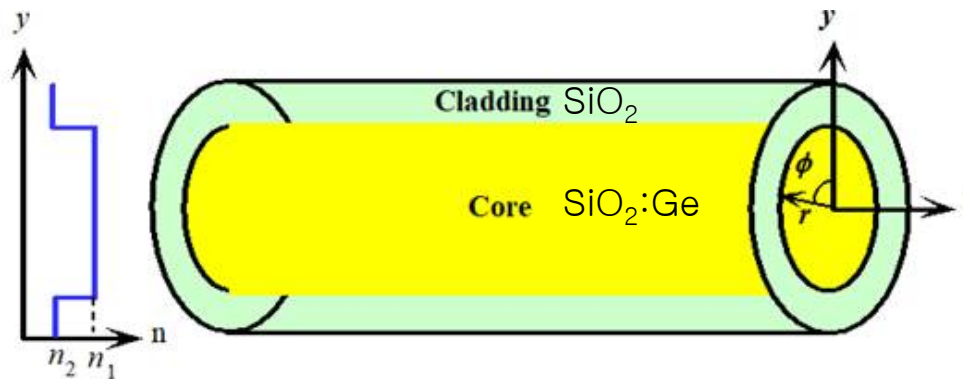 y
n
n2 n1
Cladding SiO2
Core SiO2:Ge
y
ϕ
r